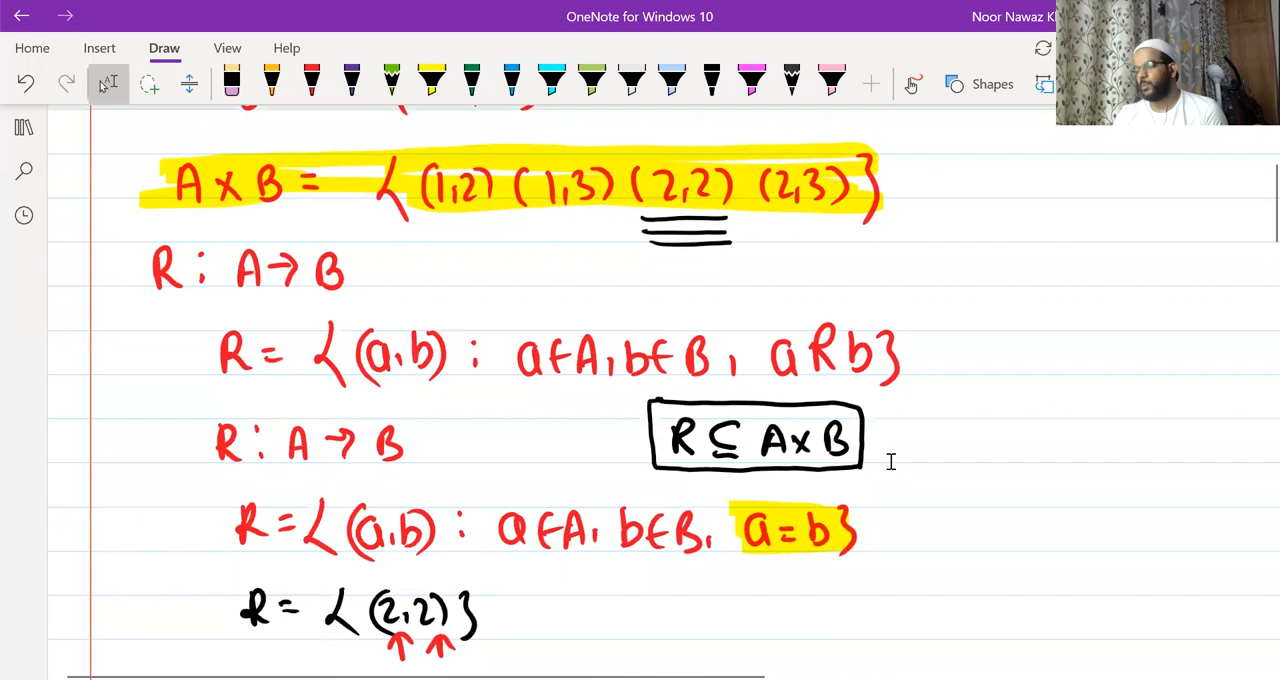 OneNote for Windows 10
Noor Nawaz
Home Insert Draw View Help
Shapes
A × B = { (1,2) (1,3) (2,2) (2,3) }
R : A → B
R = { (a,b) : a∈A, b∈B, a R b }
R : A → B
R ⊆ A × B
R = { (a,b) : a∈A, b∈B, a = b }
R = { (2,2) }